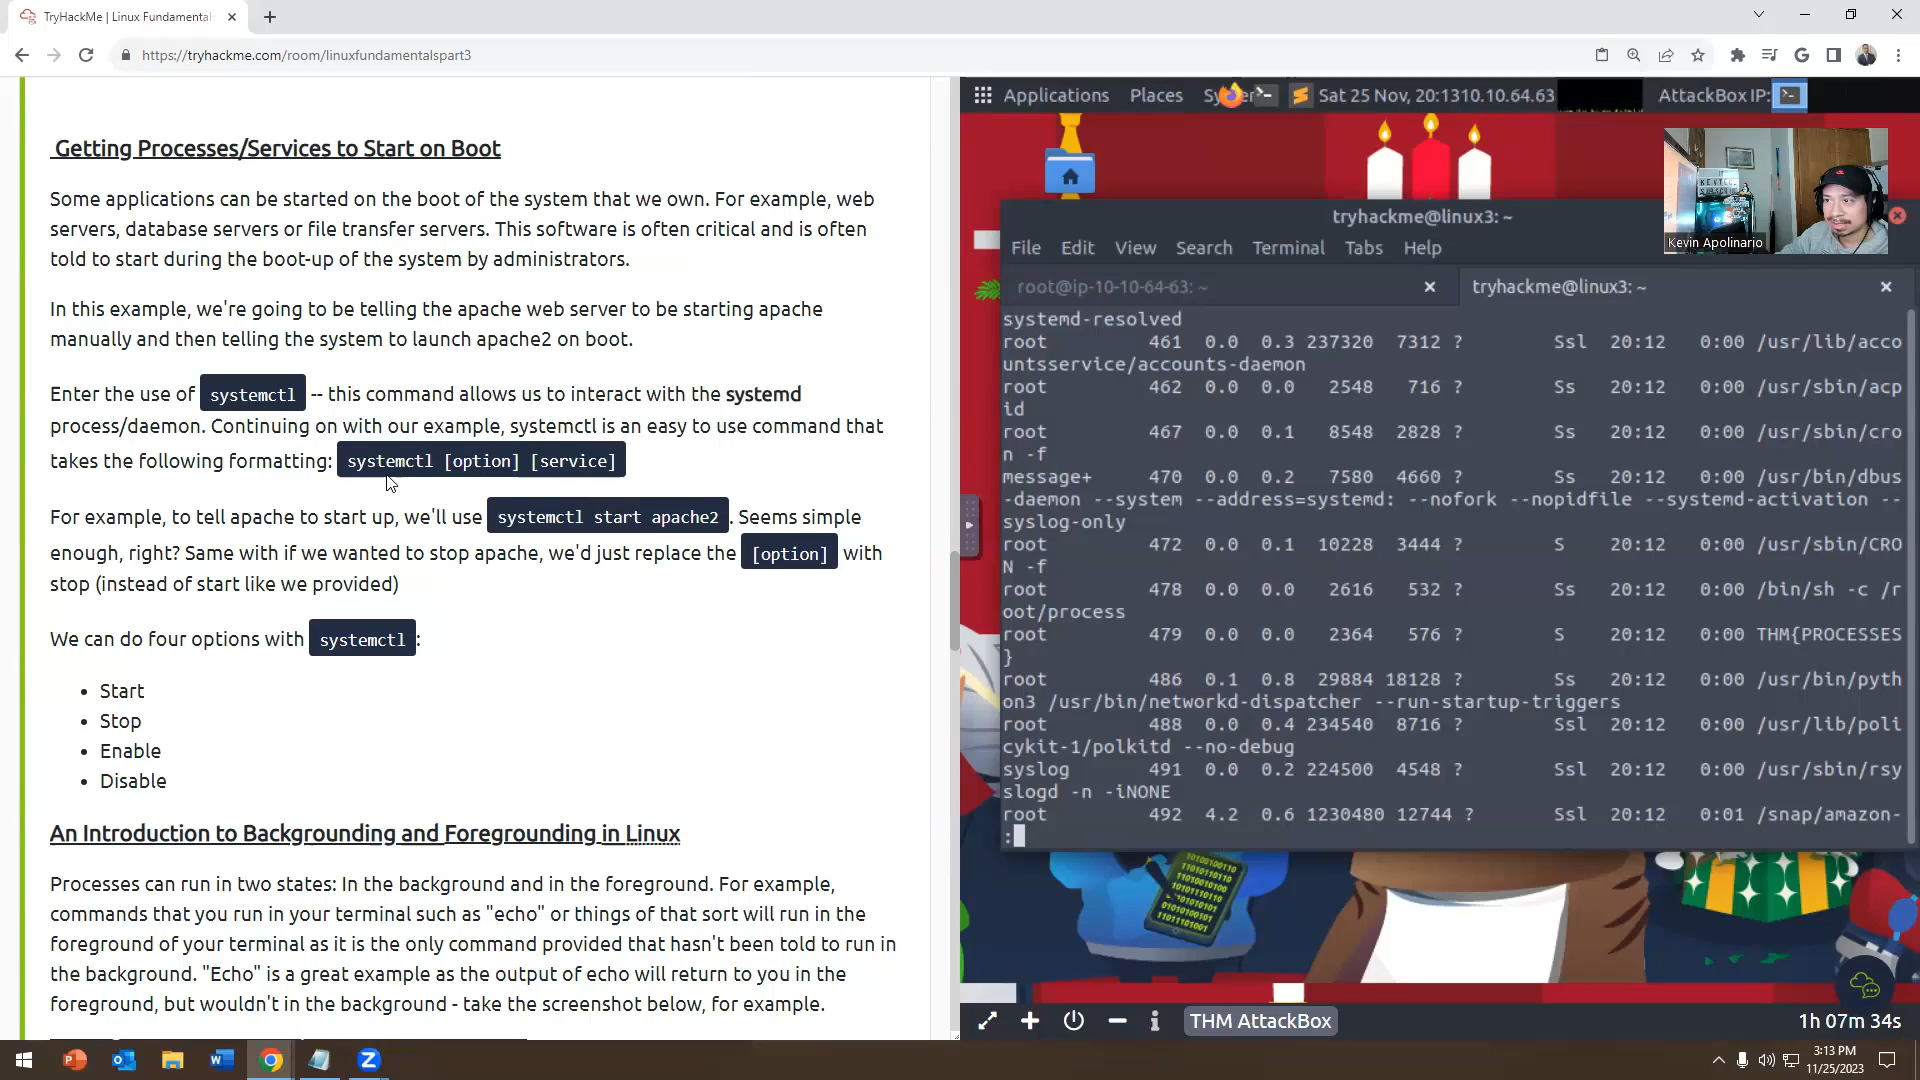 TryHackMe | Linux Fundamental
https://tryhackme.com/room/linuxfundamentalspart3
Getting Processes/Services to Start on Boot
Some applications can be started on the boot of the system that we own. For example, web
servers, database servers or file transfer servers. This software is often critical and is often
told to start during the boot-up of the system by administrators.
In this example, we're going to be telling the apache web server to be starting apache
manually and then telling the system to launch apache2 on boot.
Enter the use of systemctl -- this command allows us to interact with the systemd
process/daemon. Continuing on with our example, systemctl is an easy to use command that
takes the following formatting: systemctl [option] [service]
For example, to tell apache to start up, we'll use systemctl start apache2 . Seems simple
enough, right? Same with if we wanted to stop apache, we'd just replace the [option] with
stop (instead of start like we provided)
We can do four options with systemctl :
• Start
• Stop
• Enable
• Disable
An Introduction to Backgrounding and Foregrounding in Linux
Processes can run in two states: In the background and in the foreground. For example,
commands that you run in your terminal such as "echo" or things of that sort will run in the
foreground of your terminal as it is the only command provided that hasn't been told to run in
the background. "Echo" is a great example as the output of echo will return to you in the
foreground, but wouldn't in the background - take the screenshot below, for example.
Applications Places Sat 25 Nov, 20:13 10.10.64.63 AttackBox IP:
Kevin Apolinario
tryhackme@linux3: ~
File Edit View Search Terminal Tabs Help
root@ip-10-10-64-63: ~
tryhackme@linux3: ~
systemd-resolved
root 461 0.0 0.3 237320 7312 ? Ssl 20:12 0:00 /usr/lib/acco
untsservice/accounts-daemon
root 462 0.0 0.0 2548 716 ? Ss 20:12 0:00 /usr/sbin/acp
id
root 467 0.0 0.1 8548 2828 ? Ss 20:12 0:00 /usr/sbin/cro
n -f
message+ 470 0.0 0.2 7580 4660 ? Ss 20:12 0:00 /usr/bin/dbus
-daemon --system --address=systemd: --nofork --nopidfile --systemd-activation --
syslog-only
root 472 0.0 0.1 10228 3444 ? S 20:12 0:00 /usr/sbin/CRO
N -f
root 478 0.0 0.0 2616 532 ? Ss 20:12 0:00 /bin/sh -c /r
oot/process
root 479 0.0 0.0 2364 576 ? S 20:12 0:00 THM{PROCESSES
}
root 486 0.1 0.8 29884 18128 ? Ss 20:12 0:00 /usr/bin/pyth
on3 /usr/bin/networkd-dispatcher --run-startup-triggers
root 488 0.0 0.4 234540 8716 ? Ssl 20:12 0:00 /usr/lib/poli
cykit-1/polkitd --no-debug
syslog 491 0.0 0.2 224500 4548 ? Ssl 20:12 0:00 /usr/sbin/rsy
slogd -n -iNONE
root 492 4.2 0.6 1230480 12744 ? Ssl 20:12 0:01 /snap/amazon-
:
THM AttackBox
1h 07m 34s
3:13 PM
11/25/2023